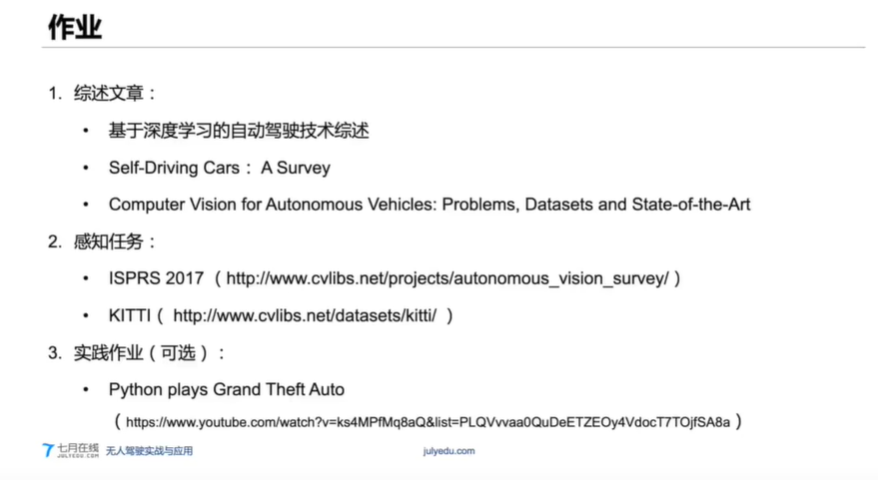 作业
1. 综述文章：
• 基于深度学习的自动驾驶技术综述
• Self-Driving Cars： A Survey
• Computer Vision for Autonomous Vehicles: Problems, Datasets and State-of-the-Art
2. 感知任务：
• ISPRS 2017 （http://www.cvlibs.net/projects/autonomous_vision_survey/）
• KITTI（ http://www.cvlibs.net/datasets/kitti/ ）
3. 实践作业（可选）：
• Python plays Grand Theft Auto
（https://www.youtube.com/watch?v=ks4MPfMq8aQ&list=PLQVvvaa0QuDeETZEOy4VdocT7TOjfSA8a）
七月在线 无人驾驶实战与应用 julyedu.com
JULYEDU.COM